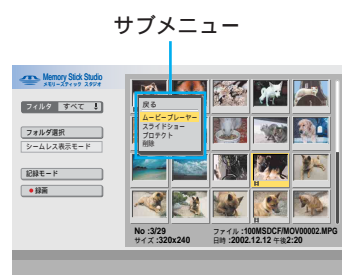 サブメニュー
Memory Stick Studio
メモリースティック スタジオ
フィルタ すべて !
フォルダ選択
シームレス表示モード
記録モード
●録画
戻る
ムービープレーヤー
スライドショー
プロテクト
削除
No :3/29
サイズ :320x240
ファイル :100MSDCF/MOV00002.MPG
日時 :2002.12.12 午後2:20